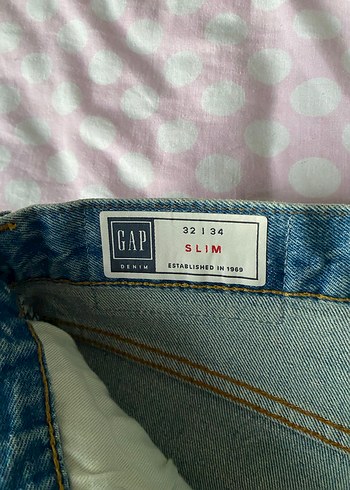 GAP
DENIM
32 | 34
SLIM
ESTABLISHED IN 1969